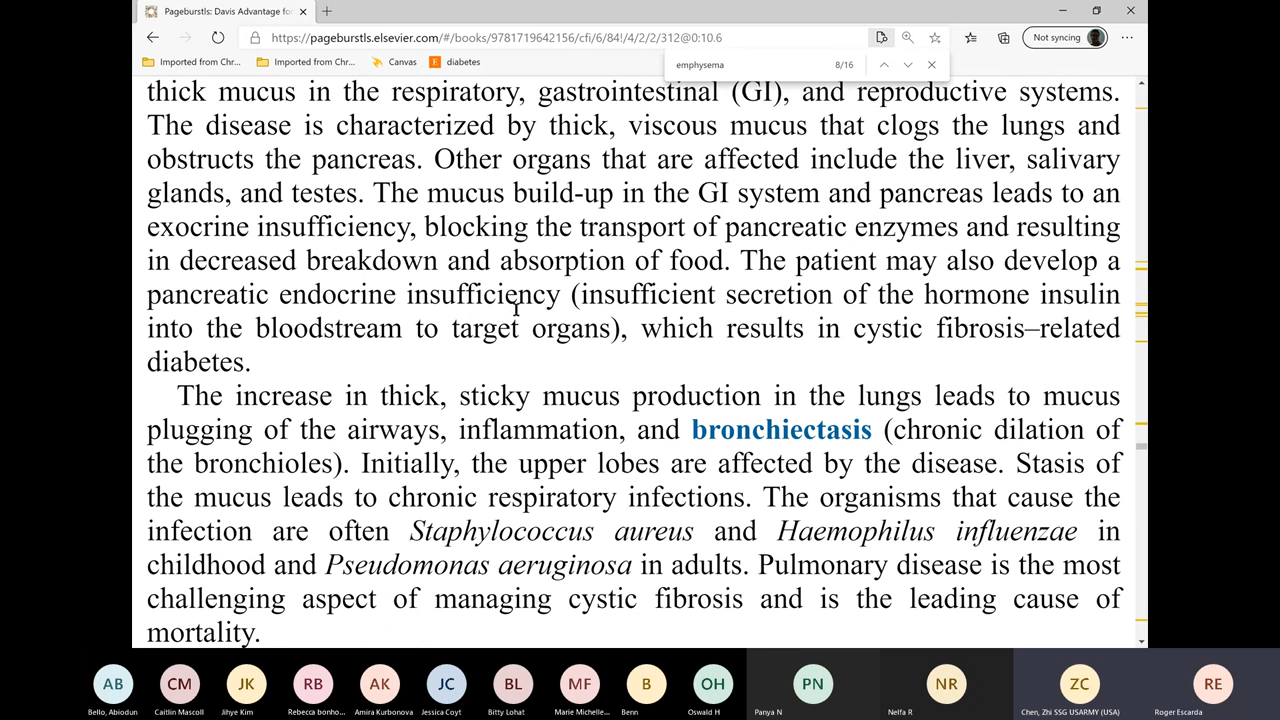 Pageburstls: Davis Advantage for
https://pageburstls.elsevier.com/#/books/9781719642156/cfi/6/84!/4/2/2/312@0:10.6
Not syncing
Imported from Chr...
Imported from Chr...
Canvas
diabetes
emphysema
8/16
thick mucus in the respiratory, gastrointestinal (GI), and reproductive systems.
The disease is characterized by thick, viscous mucus that clogs the lungs and
obstructs the pancreas. Other organs that are affected include the liver, salivary
glands, and testes. The mucus build-up in the GI system and pancreas leads to an
exocrine insufficiency, blocking the transport of pancreatic enzymes and resulting
in decreased breakdown and absorption of food. The patient may also develop a
pancreatic endocrine insufficiency (insufficient secretion of the hormone insulin
into the bloodstream to target organs), which results in cystic fibrosis–related
diabetes.
The increase in thick, sticky mucus production in the lungs leads to mucus
plugging of the airways, inflammation, and bronchiectasis (chronic dilation of
the bronchioles). Initially, the upper lobes are affected by the disease. Stasis of
the mucus leads to chronic respiratory infections. The organisms that cause the
infection are often Staphylococcus aureus and Haemophilus influenzae in
childhood and Pseudomonas aeruginosa in adults. Pulmonary disease is the most
challenging aspect of managing cystic fibrosis and is the leading cause of
mortality.
AB CM JK RB AK JC BL MF B OH PN NR ZC RE
Bello, Abiodun Caitlin Mascoll Jihye Kim Rebecca bonho... Amira Kurbonova Jessica Coyt Bitty Lohat Marie Michelle... Benn Oswald H Panya N Nelfa R Chen, Zhi SSG USARMY (USA) Roger Escarda